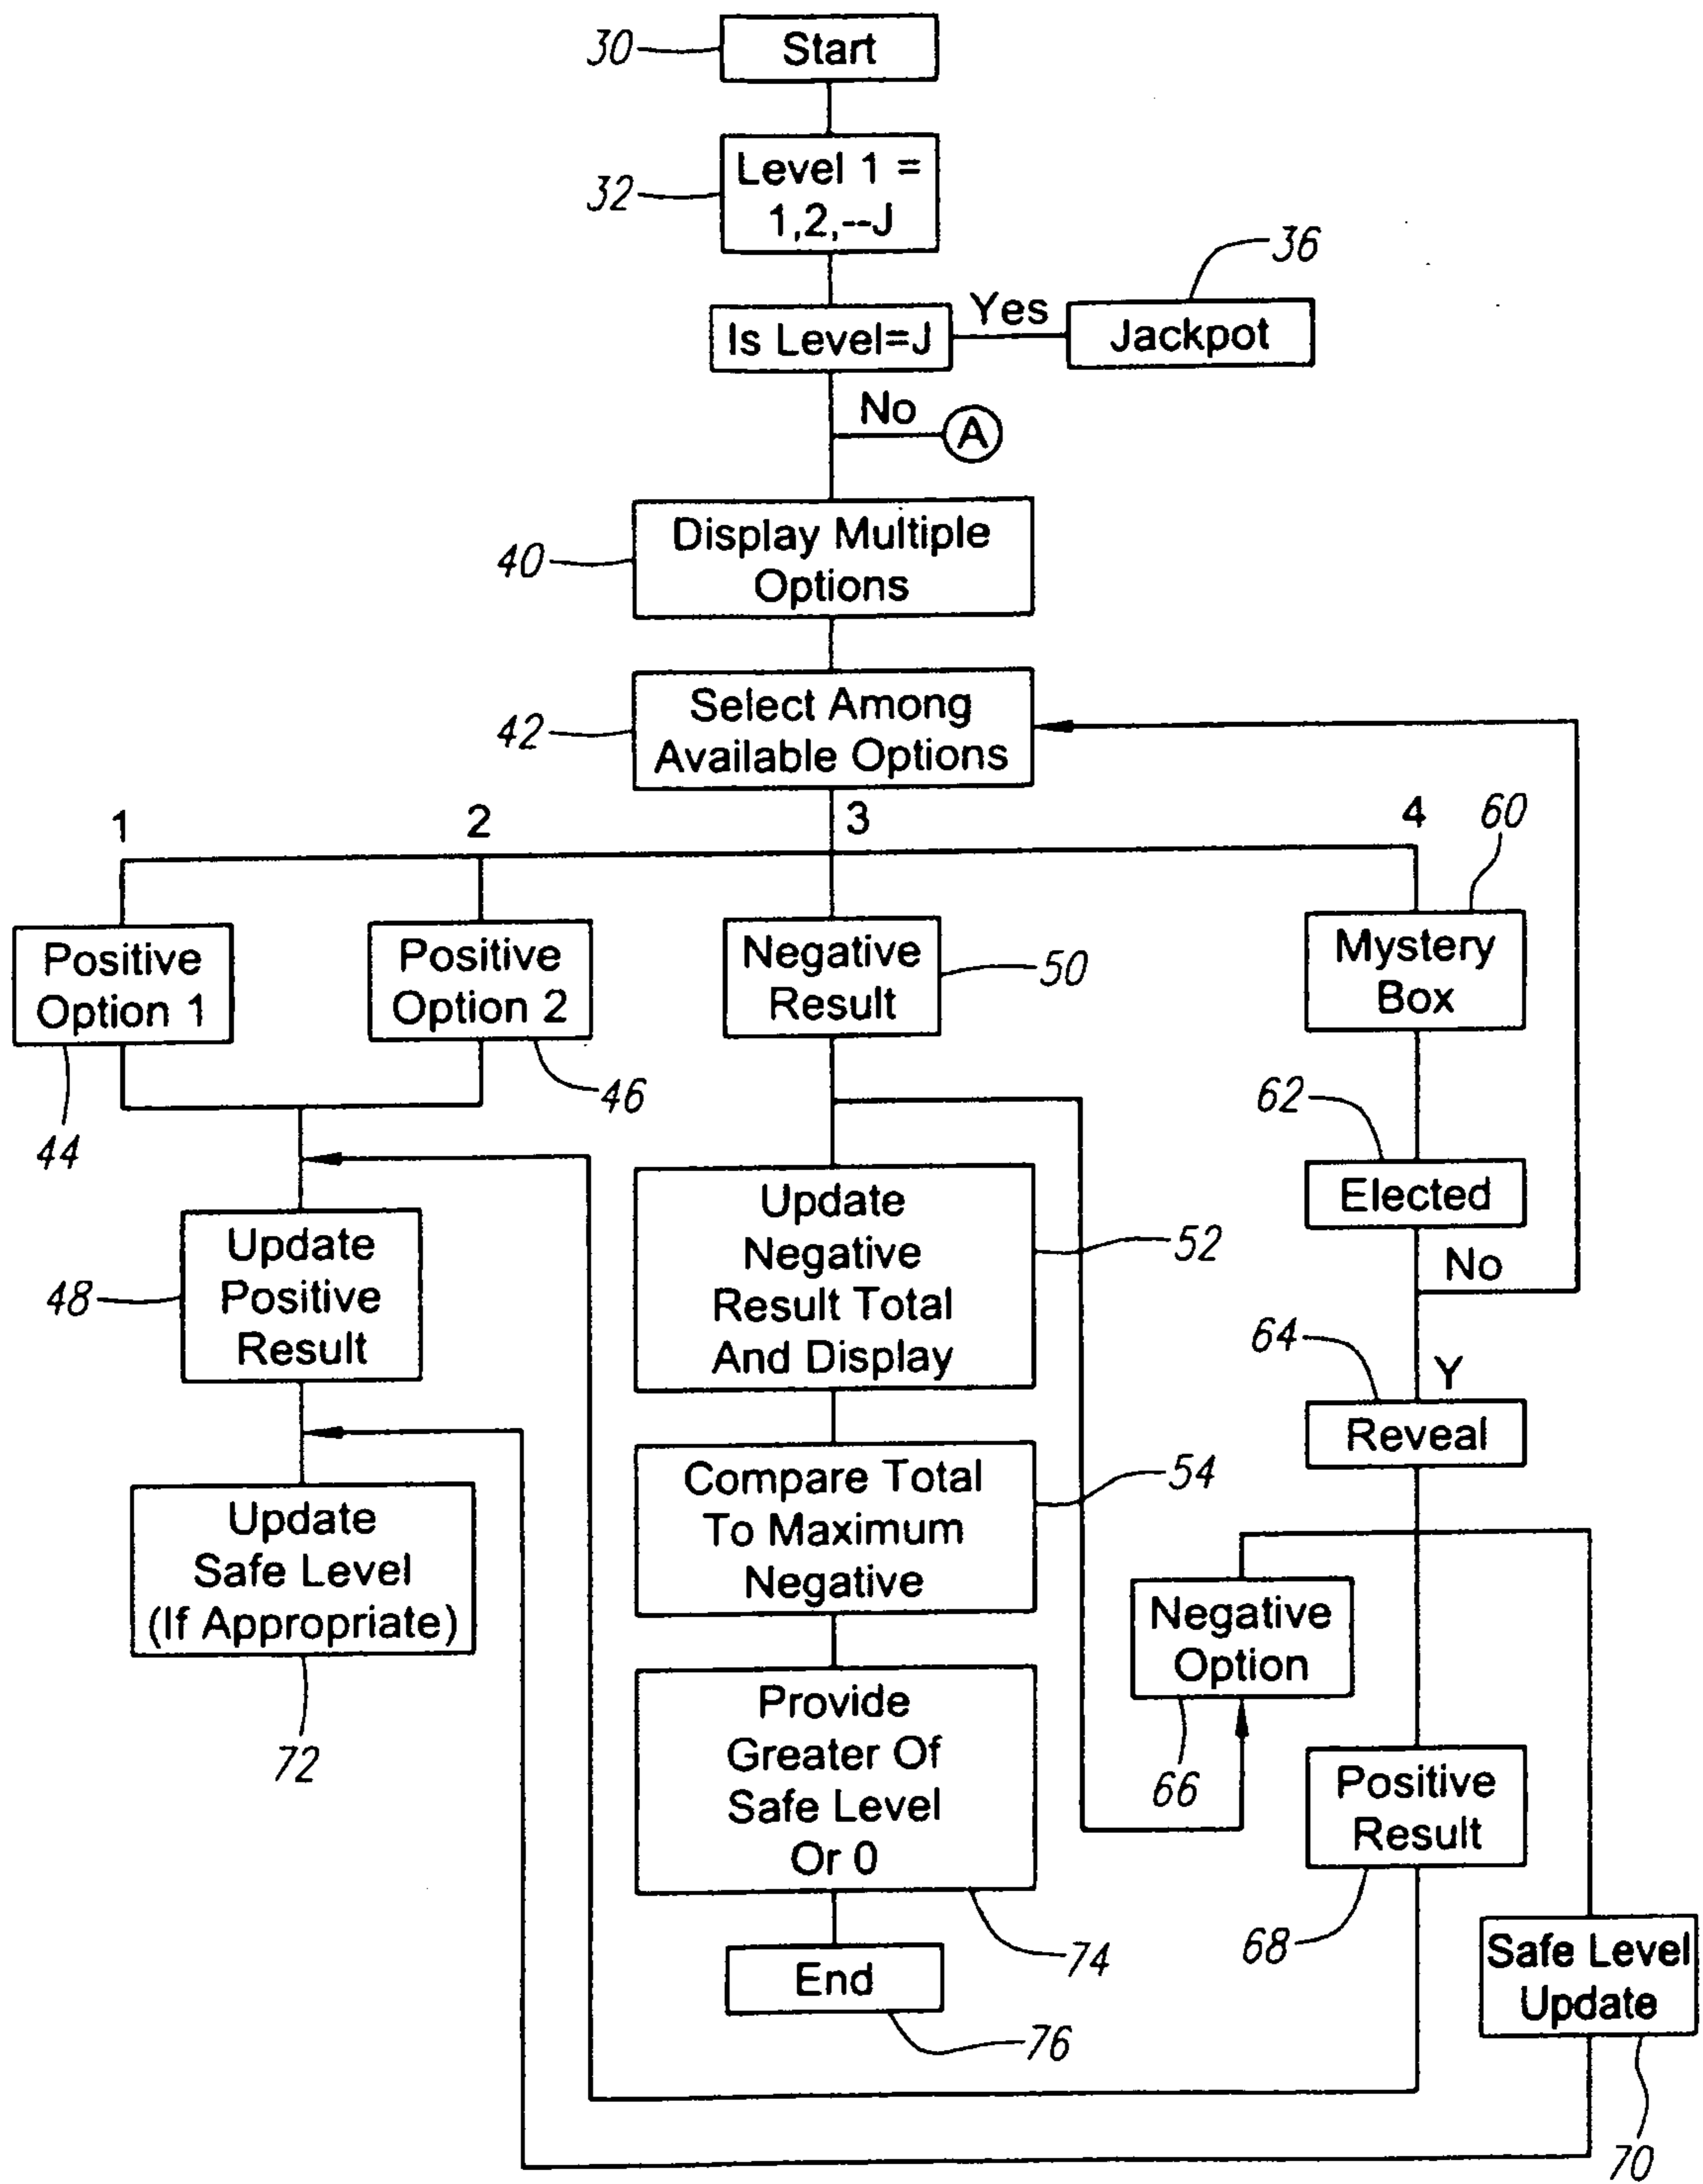 30
Start
32
Level 1 =
1,2,--J
36
Is Level=J
Yes
Jackpot
No
A
40
Display Multiple
Options
42
Select Among
Available Options
1
2
3
4
60
Positive
Option 1
Positive
Option 2
Negative
Result
50
Mystery
Box
44
46
62
Elected
No
48
Update
Positive
Result
Update
Negative
Result Total
And Display
52
64
Y
Reveal
Update
Safe Level
(If Appropriate)
72
Compare Total
To Maximum
Negative
54
Negative
Option
66
Provide
Greater Of
Safe Level
Or 0
74
Positive
Result
68
End
76
Safe Level
Update
70